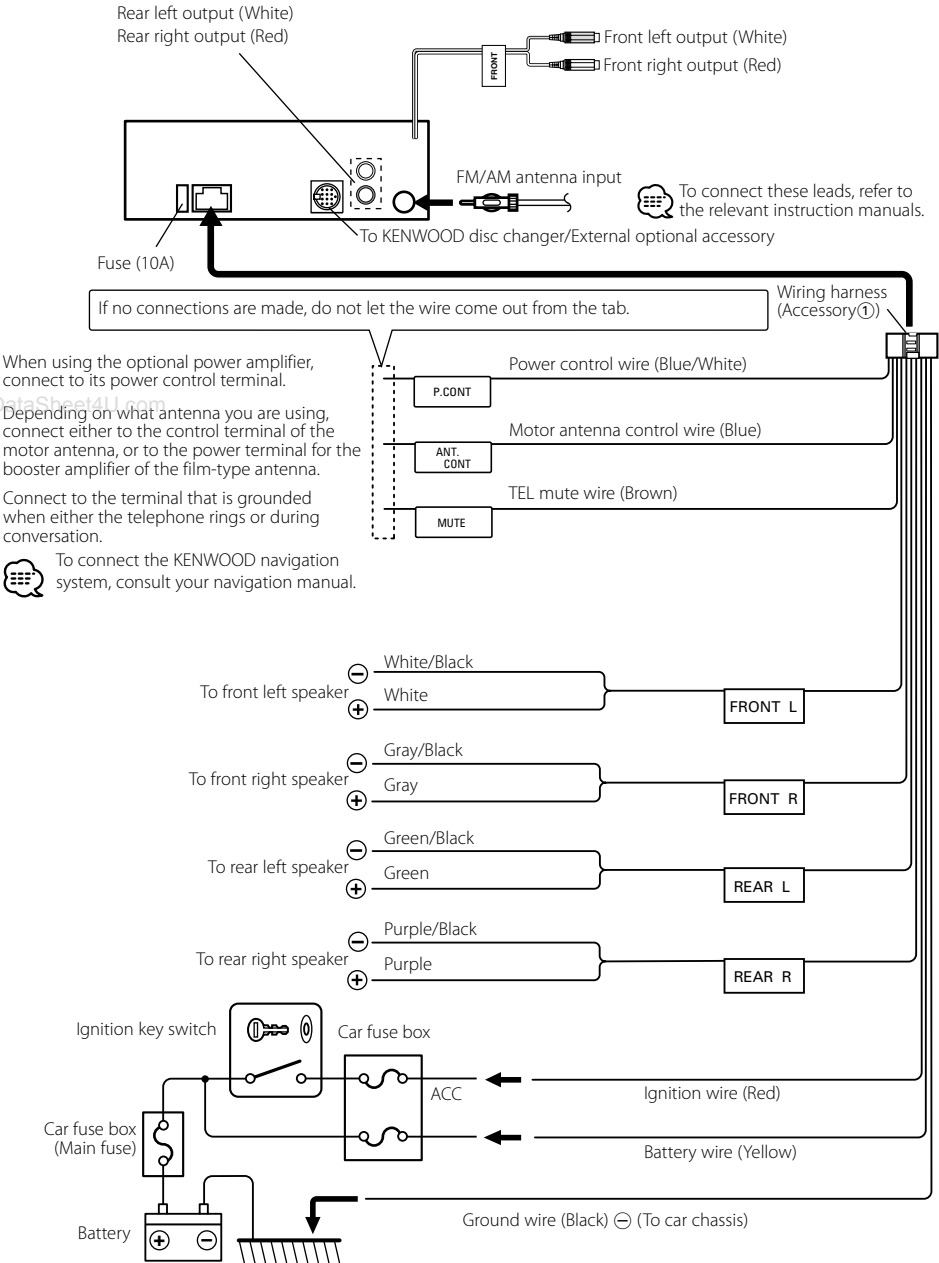 Rear left output (White)
Rear right output (Red)
Front left output (White)
FRONT
Front right output (Red)
FM/AM antenna input
To connect these leads, refer to
the relevant instruction manuals.
To KENWOOD disc changer/External optional accessory
Fuse (10A)
Wiring harness
(Accessory①)
If no connections are made, do not let the wire come out from the tab.
When using the optional power amplifier,
connect to its power control terminal.
Power control wire (Blue/White)
P.CONT
DataSheet4U.com
Depending on what antenna you are using,
connect either to the control terminal of the
motor antenna, or to the power terminal for the
booster amplifier of the film-type antenna.
Motor antenna control wire (Blue)
ANT.
CONT
Connect to the terminal that is grounded
when either the telephone rings or during
conversation.
TEL mute wire (Brown)
MUTE
To connect the KENWOOD navigation
system, consult your navigation manual.
To front left speaker
⊖ White/Black
⊕ White
FRONT L
To front right speaker
⊖ Gray/Black
⊕ Gray
FRONT R
To rear left speaker
⊖ Green/Black
⊕ Green
REAR L
To rear right speaker
⊖ Purple/Black
⊕ Purple
REAR R
Ignition key switch
Car fuse box
ACC
Ignition wire (Red)
Car fuse box
(Main fuse)
Battery wire (Yellow)
Battery
⊕ ⊖
Ground wire (Black) ⊖ (To car chassis)